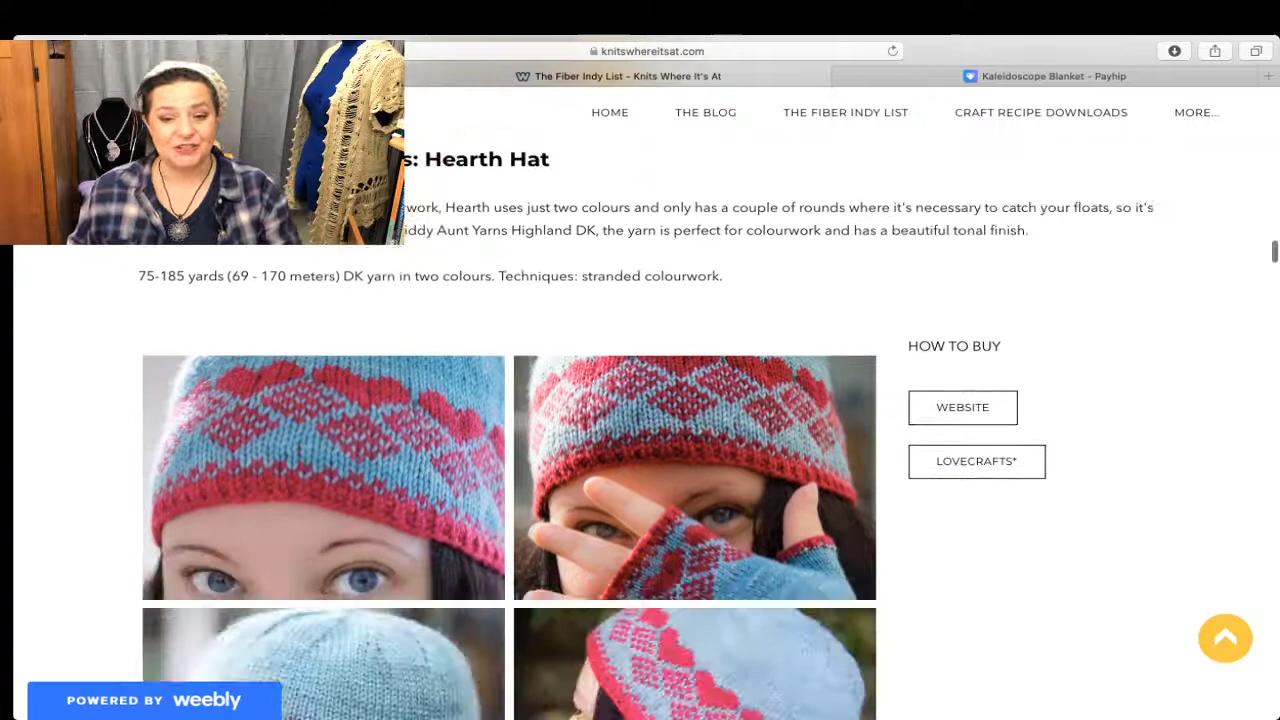 knitswhereitsat.com
The Fiber Indy List - Knits Where It's At
Kaleidoscope Blanket - Payhip
HOME THE BLOG THE FIBER INDY LIST CRAFT RECIPE DOWNLOADS MORE...
s: Hearth Hat
work, Hearth uses just two colours and only has a couple of rounds where it's necessary to catch your floats, so it's
iddy Aunt Yarns Highland DK, the yarn is perfect for colourwork and has a beautiful tonal finish.
75-185 yards (69 - 170 meters) DK yarn in two colours. Techniques: stranded colourwork.
HOW TO BUY
WEBSITE
LOVECRAFTS*
POWERED BY weebly